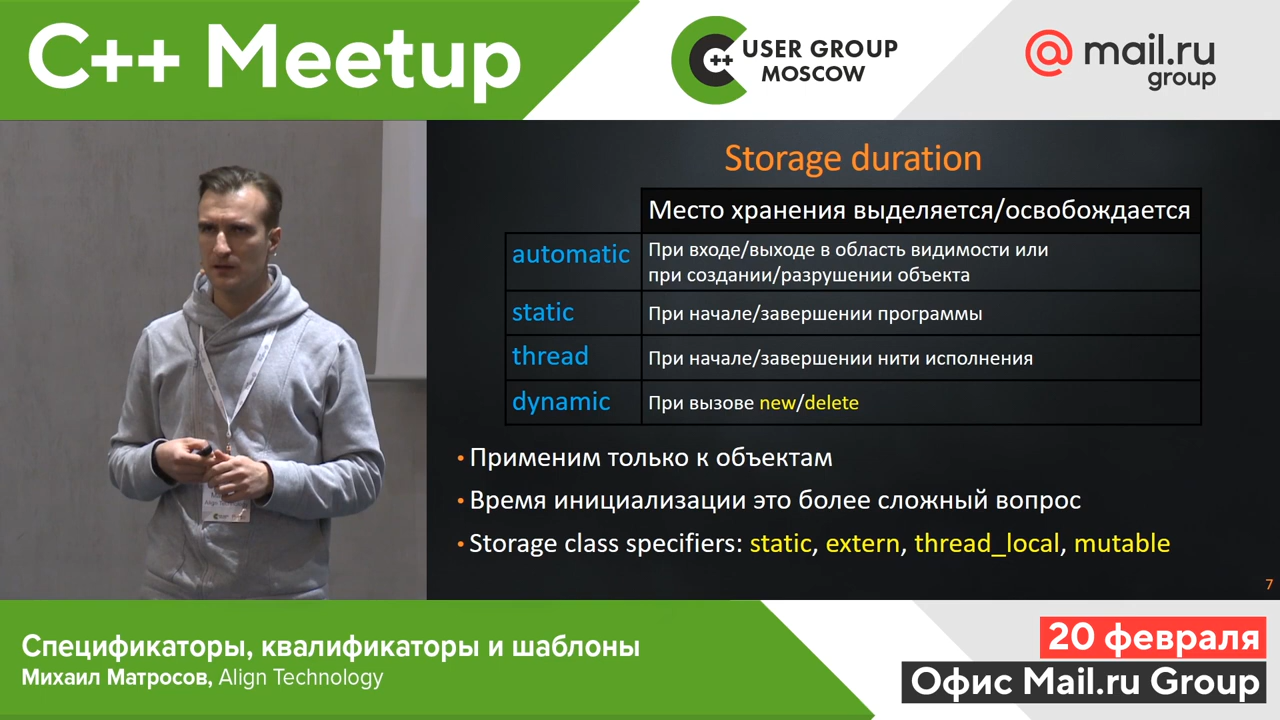 C++ Meetup
C++ USER GROUP
MOSCOW
@mail.ru
group
Storage duration
Место хранения выделяется/освобождается
automatic
При входе/выходе в область видимости или
при создании/разрушении объекта
static
При начале/завершении программы
thread
При начале/завершении нити исполнения
dynamic
При вызове new/delete
• Применим только к объектам
• Время инициализации это более сложный вопрос
• Storage class specifiers: static, extern, thread_local, mutable
7
Спецификаторы, квалификаторы и шаблоны
Михаил Матросов, Align Technology
20 февраля
Офис Mail.ru Group